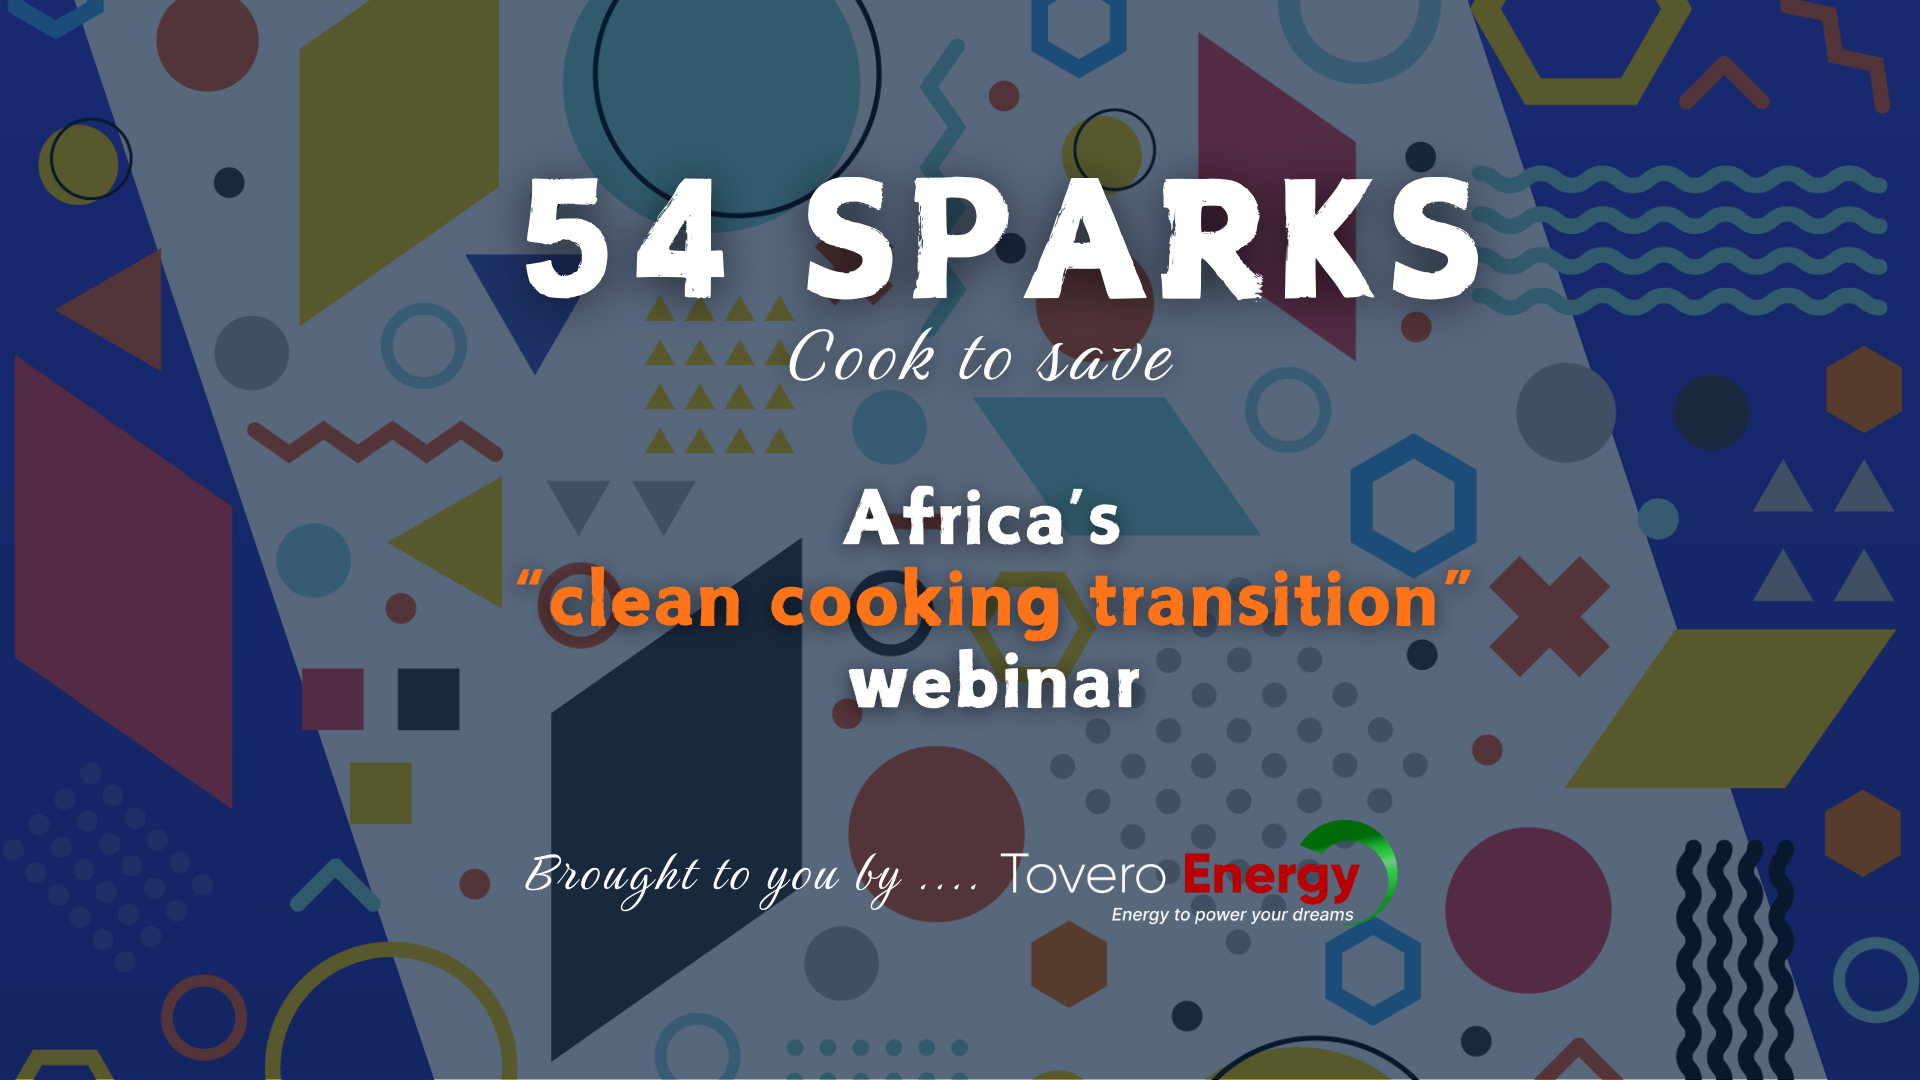 54 SPARKS
Cook to save
Africa's
“clean cooking transition”
webinar
Brought to you by .... Tovero Energy
Energy to power your dreams